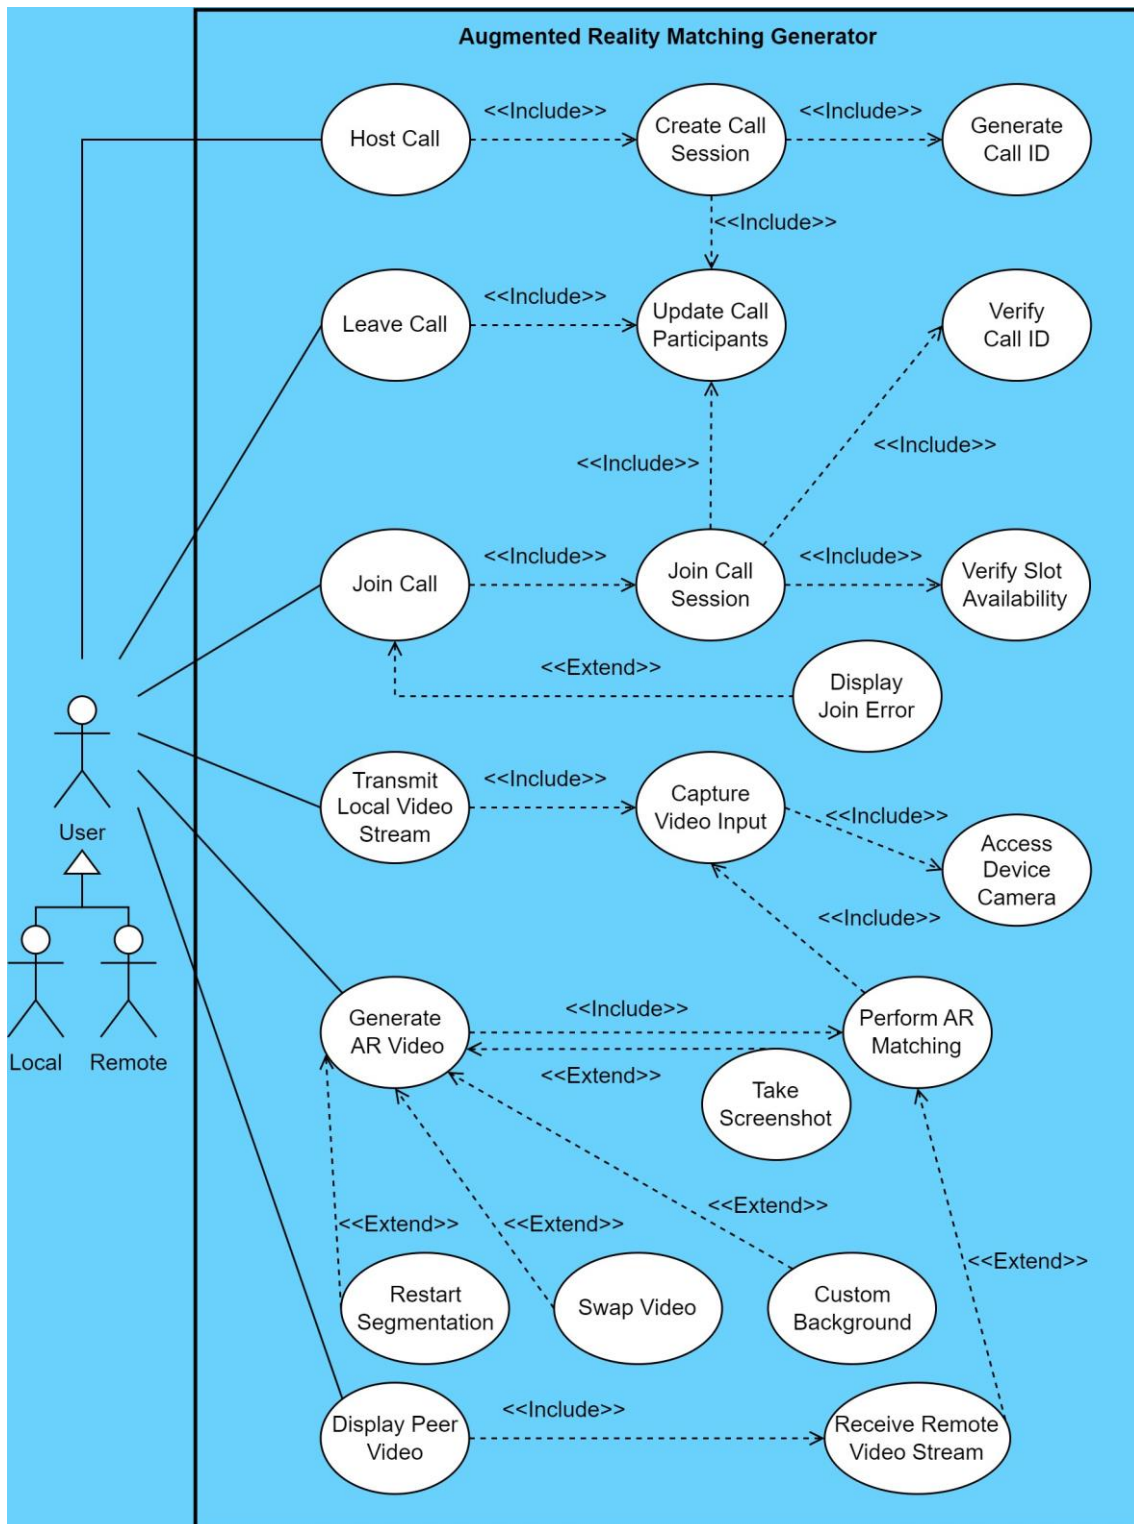 Augmented Reality Matching Generator
Host Call
<<Include>>
Create Call
Session
<<Include>>
Generate
Call ID
<<Include>>
Leave Call
<<Include>>
Update Call
Participants
Verify
Call ID
<<Include>>
<<Include>>
Join Call
<<Include>>
Join Call
Session
<<Include>>
Verify Slot
Availability
<<Extend>>
Display
Join Error
User
Local
Remote
Transmit
Local Video
Stream
<<Include>>
Capture
Video Input
<<Include>>
Access
Device
Camera
<<Include>>
Generate
AR Video
<<Include>>
Perform AR
Matching
<<Extend>>
Take
Screenshot
<<Extend>>
<<Extend>>
<<Extend>>
<<Extend>>
Restart
Segmentation
Swap Video
Custom
Background
Display Peer
Video
<<Include>>
Receive Remote
Video Stream